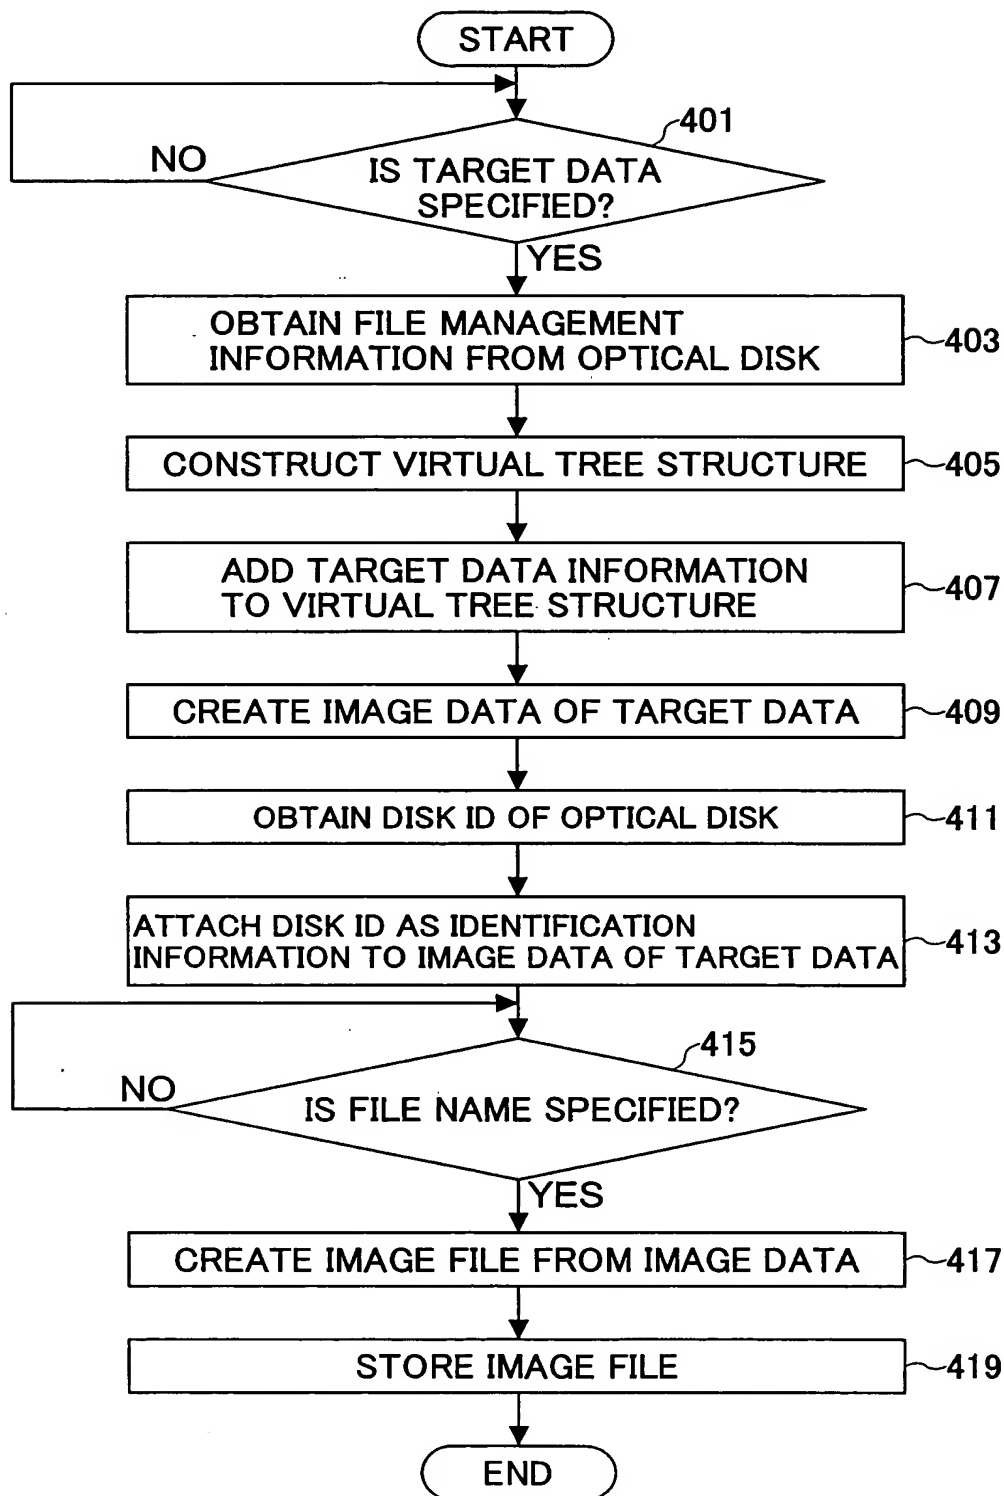 START
401
NO
IS TARGET DATA
SPECIFIED?
YES
OBTAIN FILE MANAGEMENT
INFORMATION FROM OPTICAL DISK
403
CONSTRUCT VIRTUAL TREE STRUCTURE
405
ADD TARGET DATA INFORMATION
TO VIRTUAL TREE STRUCTURE
407
CREATE IMAGE DATA OF TARGET DATA
409
OBTAIN DISK ID OF OPTICAL DISK
411
ATTACH DISK ID AS IDENTIFICATION
INFORMATION TO IMAGE DATA OF TARGET DATA
413
415
NO
IS FILE NAME SPECIFIED?
YES
CREATE IMAGE FILE FROM IMAGE DATA
417
STORE IMAGE FILE
419
END